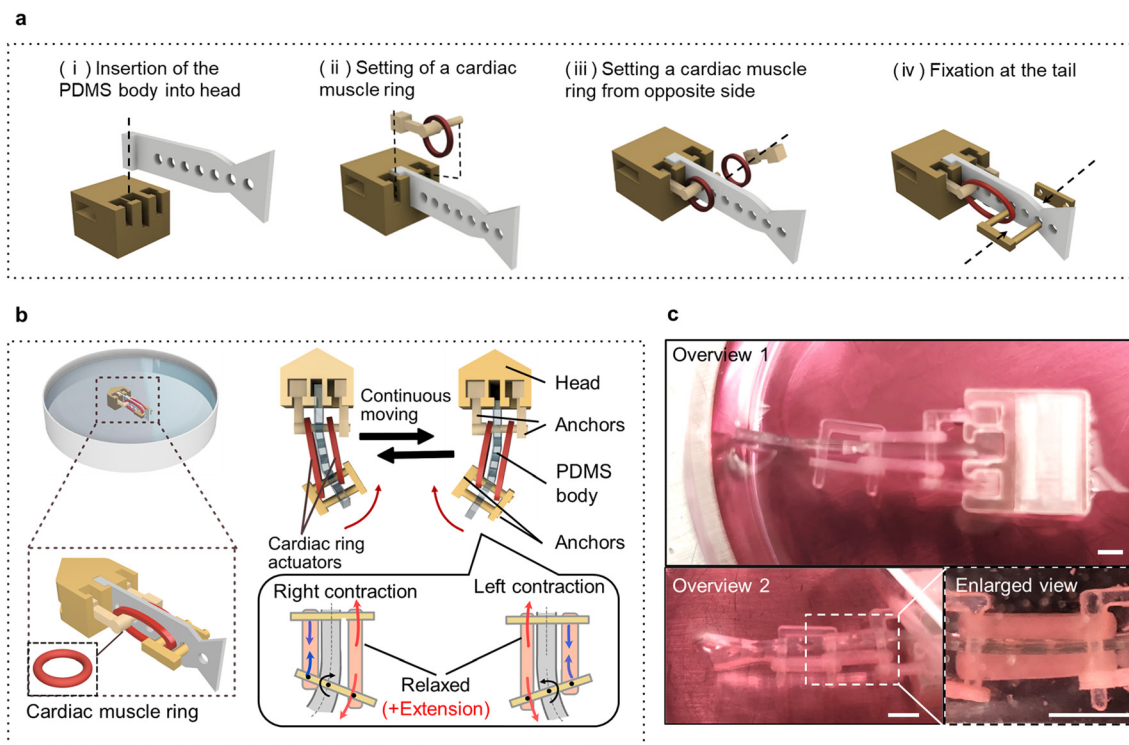 a
( i ) Insertion of the
PDMS body into head
(ii) Setting of a cardiac
muscle ring
(iii) Setting a cardiac muscle
ring from opposite side
(iv) Fixation at the tail
b
Continuous
moving
Head
Anchors
PDMS
body
Anchors
Cardiac ring
actuators
Right contraction
Left contraction
Relaxed
(+Extension)
Cardiac muscle ring
c
Overview 1
Overview 2
Enlarged view